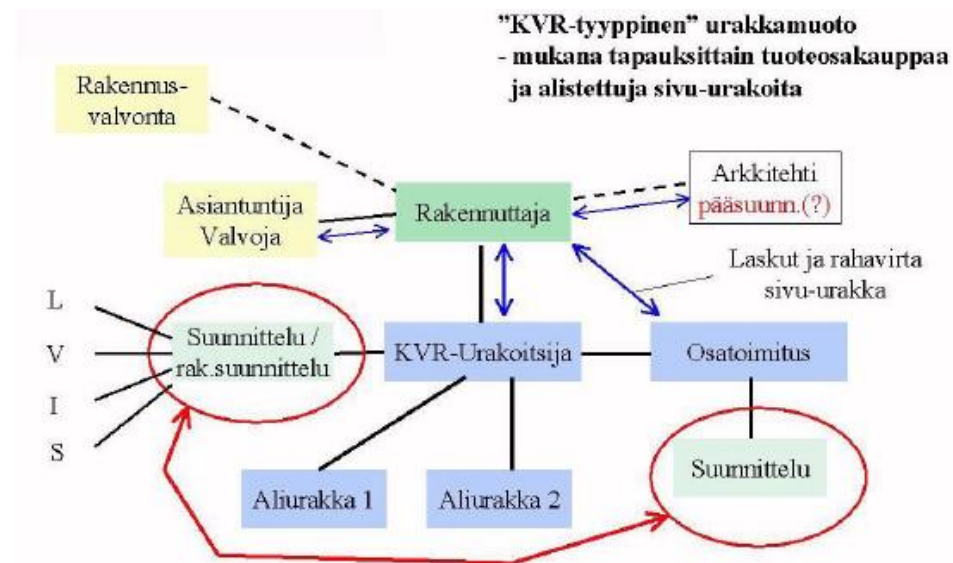 ”KVR-tyyppinen” urakkamuoto
- mukana tapauksittain tuoteosakauppaa
ja alistettuja sivu-urakoita
Rakennus-
valvonta
Arkkitehti
pääsuunn.(?)
Asiantuntija
Valvoja
Rakennuttaja
Laskut ja rahavirta
sivu-urakka
L
V
I
S
Suunnittelu /
rak.suunnittelu
KVR-Urakoitsija
Osatoimitus
Suunnittelu
Aliurakka 1
Aliurakka 2